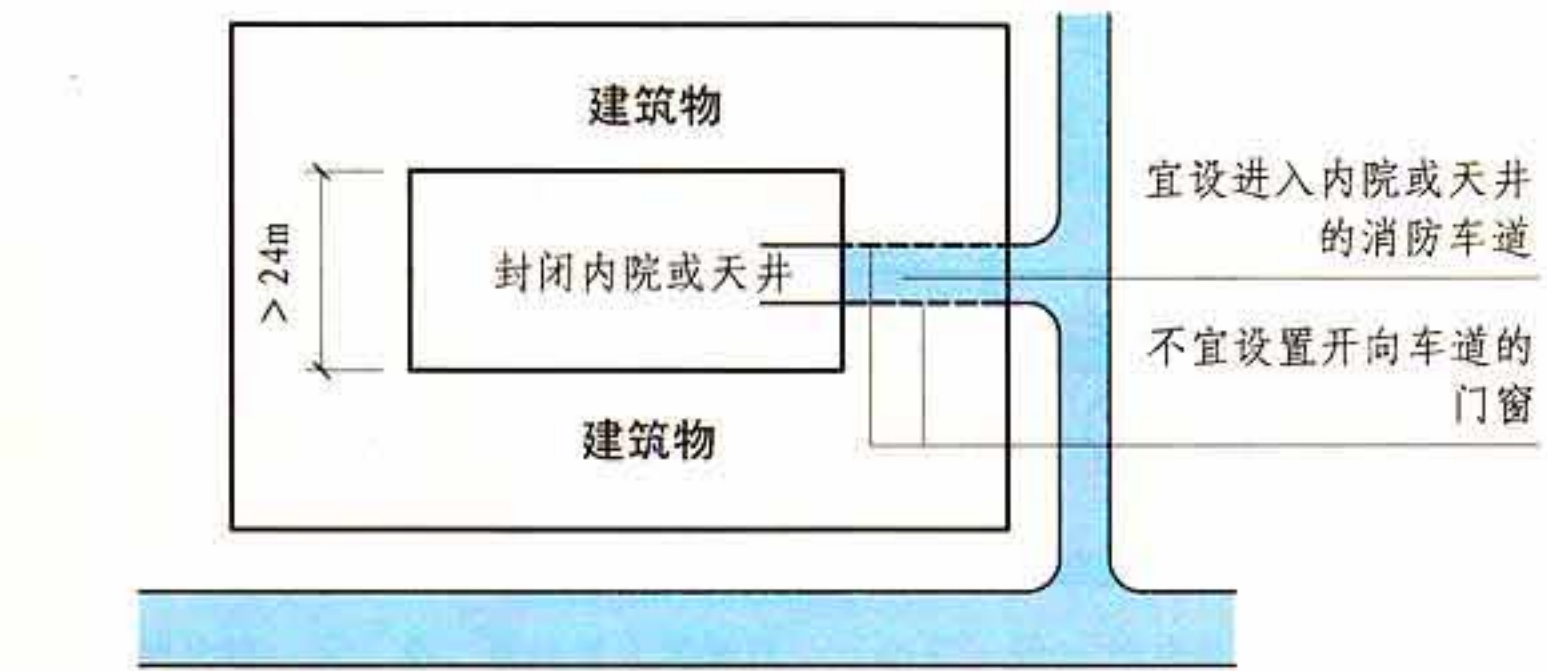 建筑物
宜设进入内院或天井
的消防车道
>24m
封闭内院或天井
不宜设置开向车道的
门窗
建筑物